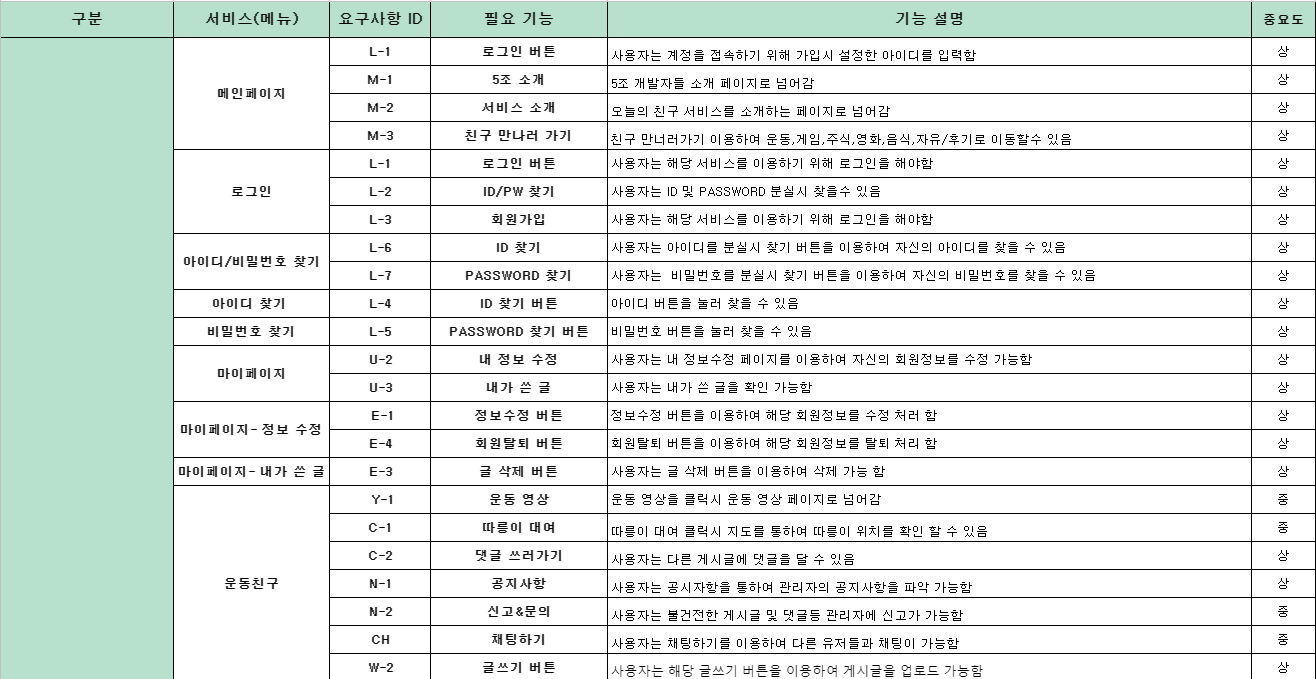 구분 서비스(메뉴) 요구사항 ID 필요 기능 기능 설명 중요도
메인페이지
L-1 로그인 버튼 사용자는 계정을 접속하기 위해 가입시 설정한 아이디를 입력함 상
M-1 5조 소개 5조 개발자들 소개 페이지로 넘어감 상
M-2 서비스 소개 오늘의 친구 서비스를 소개하는 페이지로 넘어감 상
M-3 친구 만나러 가기 친구 만너러가기 이용하여 운동,게임,주식,영화,음식,자유/후기로 이동할수 있음 상
로그인
L-1 로그인 버튼 사용자는 해당 서비스를 이용하기 위해 로그인을 해야함 상
L-2 ID/PW 찾기 사용자는 ID 및 PASSWORD 분실시 찾을수 있음 상
L-3 회원가입 사용자는 해당 서비스를 이용하기 위해 로그인을 해야함 상
아이디/비밀번호 찾기
L-6 ID 찾기 사용자는 아이디를 분실시 찾기 버튼을 이용하여 자신의 아이디를 찾을 수 있음 상
L-7 PASSWORD 찾기 사용자는 비밀번호를 분실시 찾기 버튼을 이용하여 자신의 비밀번호를 찾을 수 있음 상
아이디 찾기 L-4 ID 찾기 버튼 아이디 버튼을 눌러 찾을 수 있음 상
비밀번호 찾기 L-5 PASSWORD 찾기 버튼 비밀번호 버튼을 눌러 찾을 수 있음 상
마이페이지
U-2 내 정보 수정 사용자는 내 정보수정 페이지를 이용하여 자신의 회원정보를 수정 가능함 상
U-3 내가 쓴 글 사용자는 내가 쓴 글을 확인 가능함 상
마이페이지- 정보 수정
E-1 정보수정 버튼 정보수정 버튼을 이용하여 해당 회원정보를 수정 처러 함 상
E-4 회원탈퇴 버튼 회원탈퇴 버튼을 이용하여 해당 회원정보를 탈퇴 처리 함 상
마이페이지- 내가 쓴 글 E-3 글 삭제 버튼 사용자는 글 삭제 버튼을 이용하여 삭제 가능 함 상
운동친구
Y-1 운동 영상 운동 영상을 클릭시 운동 영상 페이지로 넘어감 중
C-1 따릉이 대여 따릉이 대여 클릭시 지도를 통하여 따릉이 위치를 확인 할 수 있음 중
C-2 댓글 쓰러가기 사용자는 다른 게시글에 댓글을 달 수 있음 상
N-1 공지사항 사용자는 공시자항을 통하여 관리자의 공지사항을 파악 가능함 상
N-2 신고&문의 사용자는 불건전한 게시글 및 댓글등 관리자에 신고가 가능함 중
CH 채팅하기 사용자는 채팅하기를 이용하여 다른 유저들과 채팅이 가능함 중
W-2 글쓰기 버튼 사용자는 해당 글쓰기 버튼을 이용하여 게시글을 업로드 가능함 상